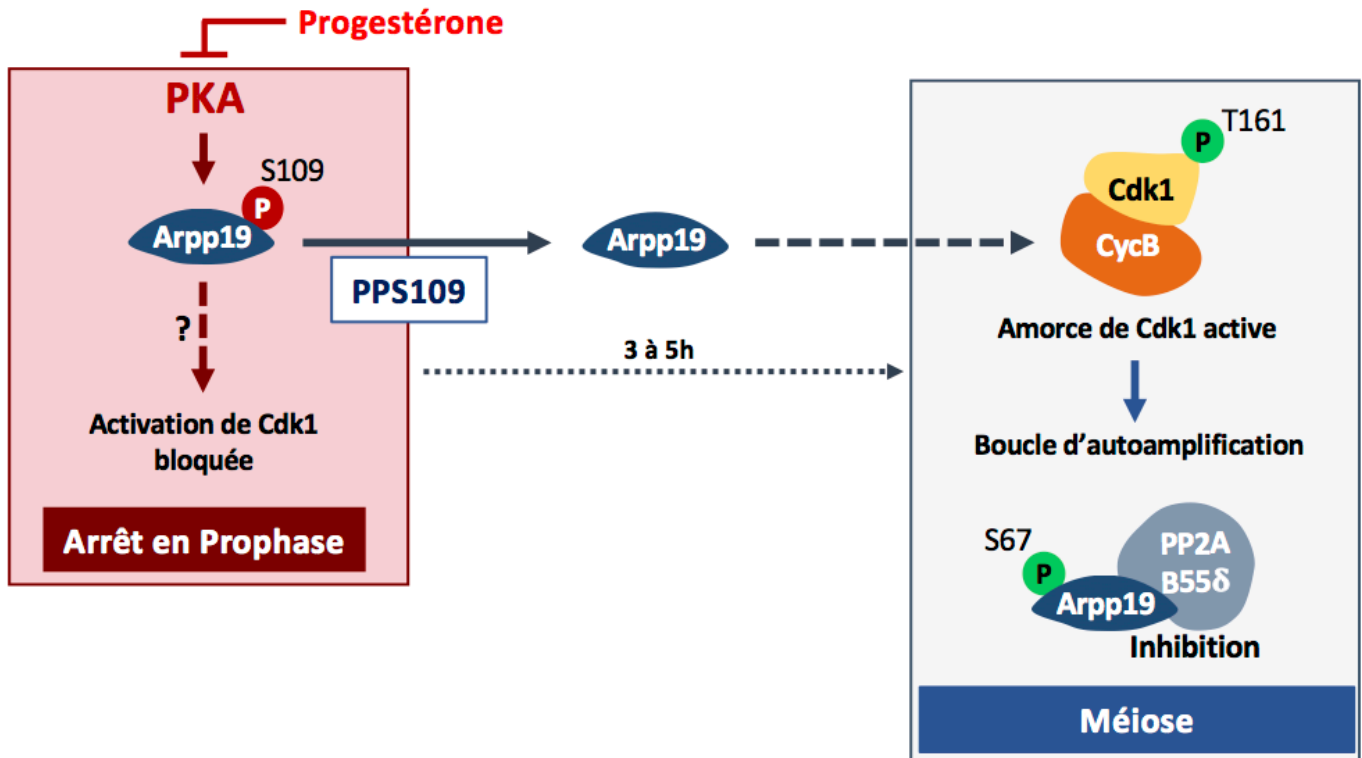 Progestérone
PKA
S109
P
Arpp19
?
Activation de Cdk1
bloquée
Arrêt en Prophase
PPS109
Arpp19
3 à 5h
T161
P
Cdk1
CycB
Amorce de Cdk1 active
Boucle d'autoamplification
S67
P
Arpp19
PP2A
B55δ
Inhibition
Méiose